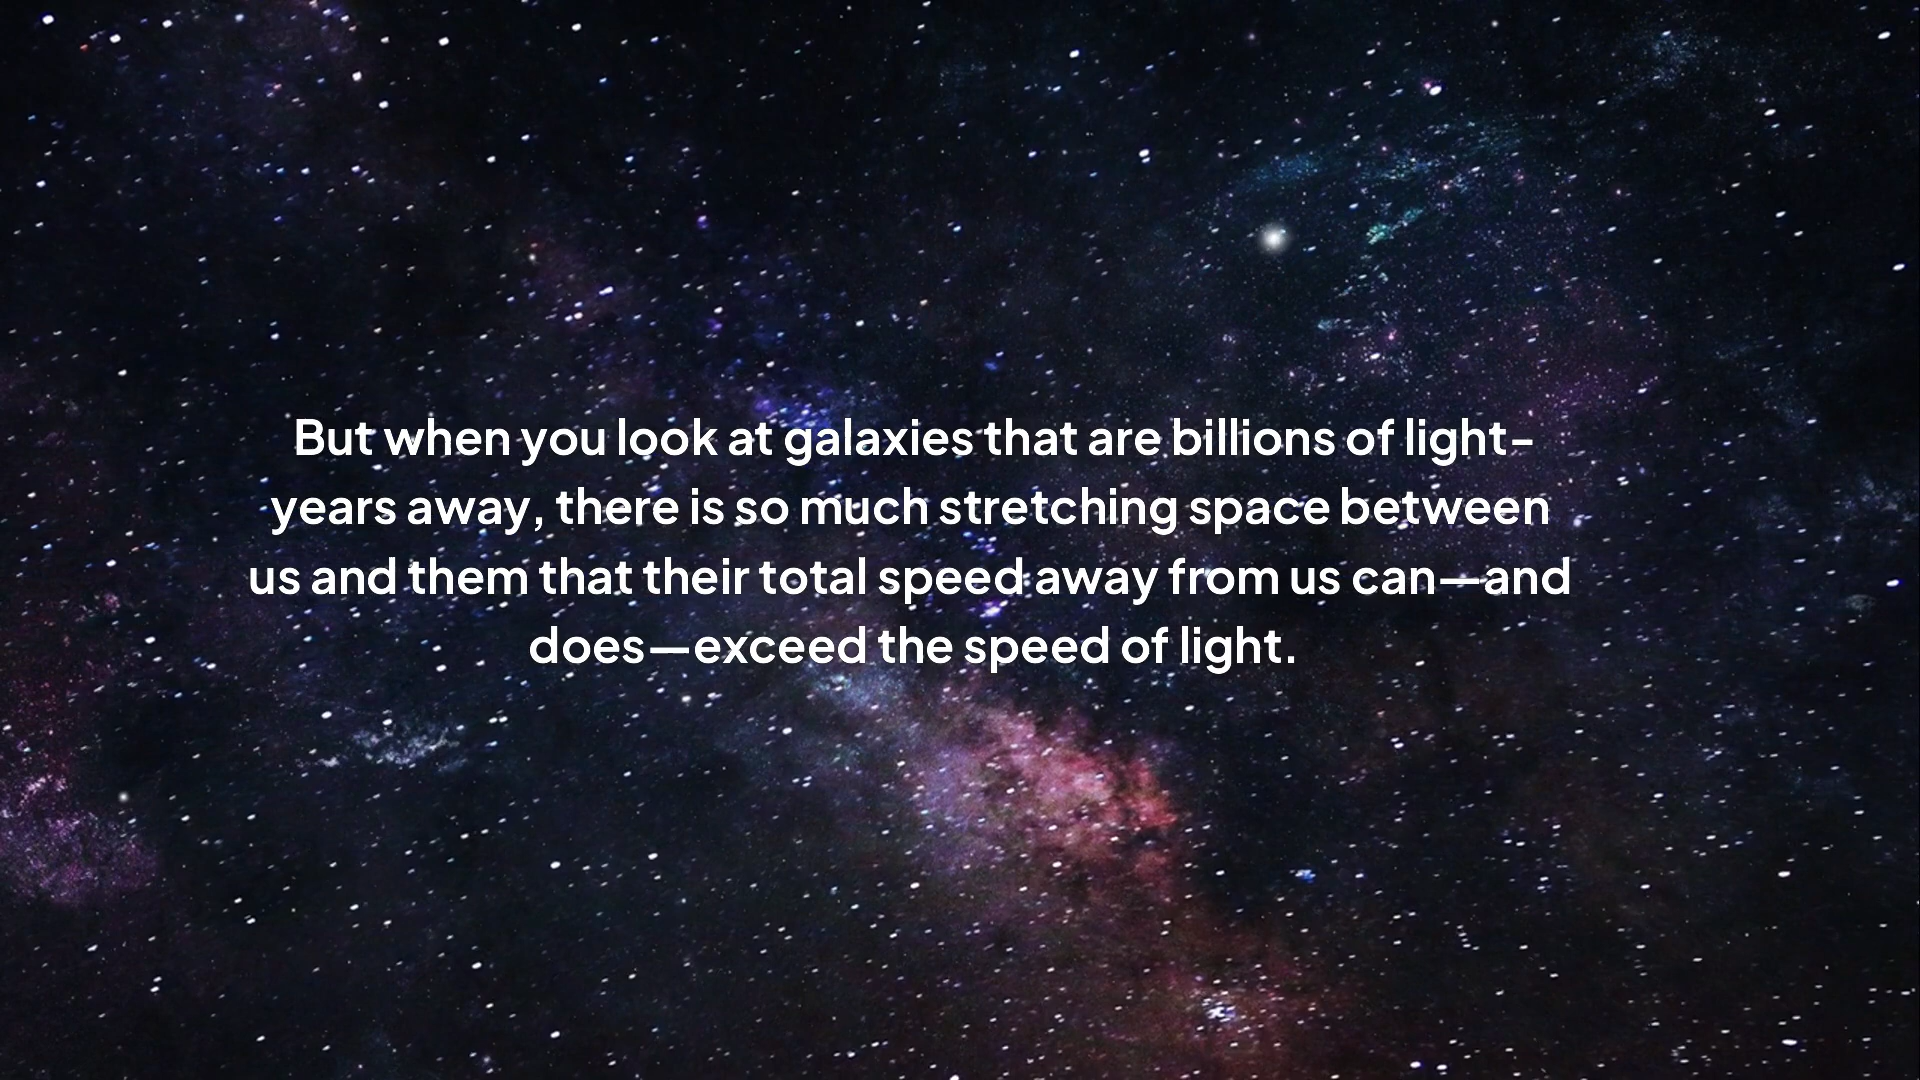 But when you look at galaxies that are billions of light-
years away, there is so much stretching space between
us and them that their total speed away from us can—and
does—exceed the speed of light.